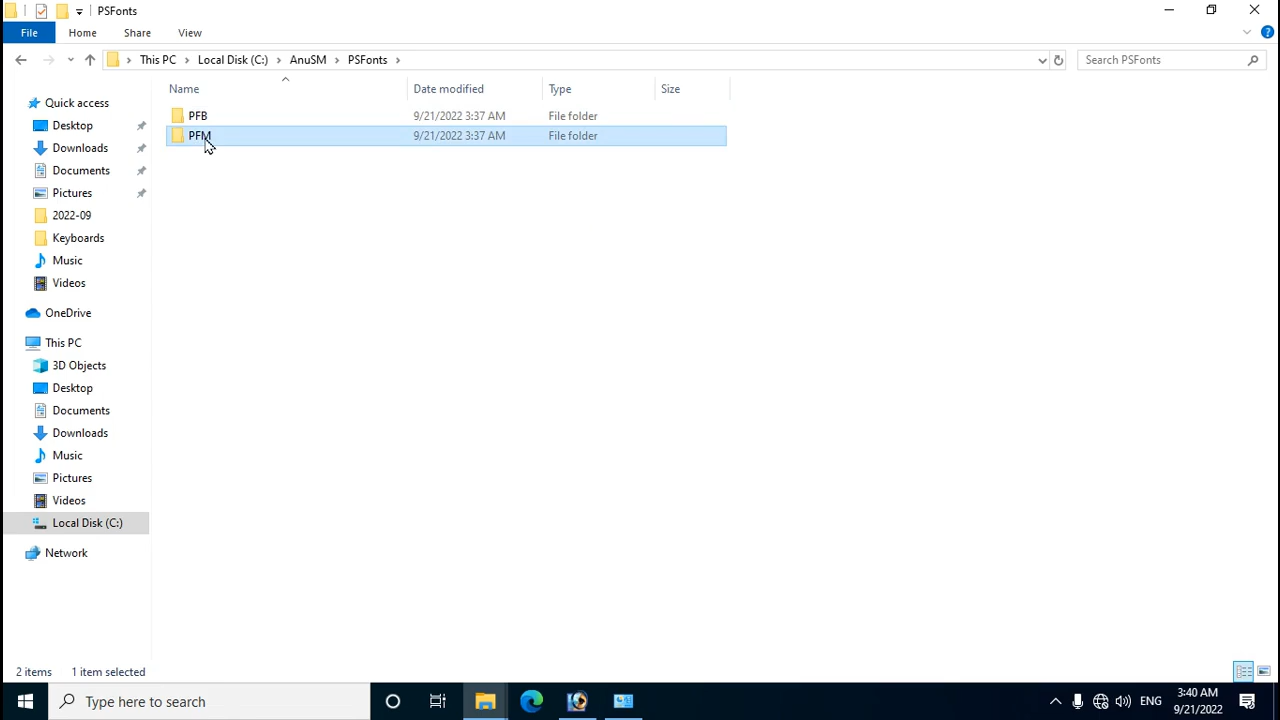 PSFonts
File
Home
Share
View
This PC
Local Disk (C:)
AnuSM
PSFonts
Search PSFonts
Name
Date modified
Type
Size
PFB
9/21/2022 3:37 AM
File folder
PFM
9/21/2022 3:37 AM
File folder
Quick access
Desktop
Downloads
Documents
Pictures
2022-09
Keyboards
Music
Videos
OneDrive
This PC
3D Objects
Desktop
Documents
Downloads
Music
Pictures
Videos
Local Disk (C:)
Network
2 items
1 item selected
Type here to search
ENG
3:40 AM
9/21/2022